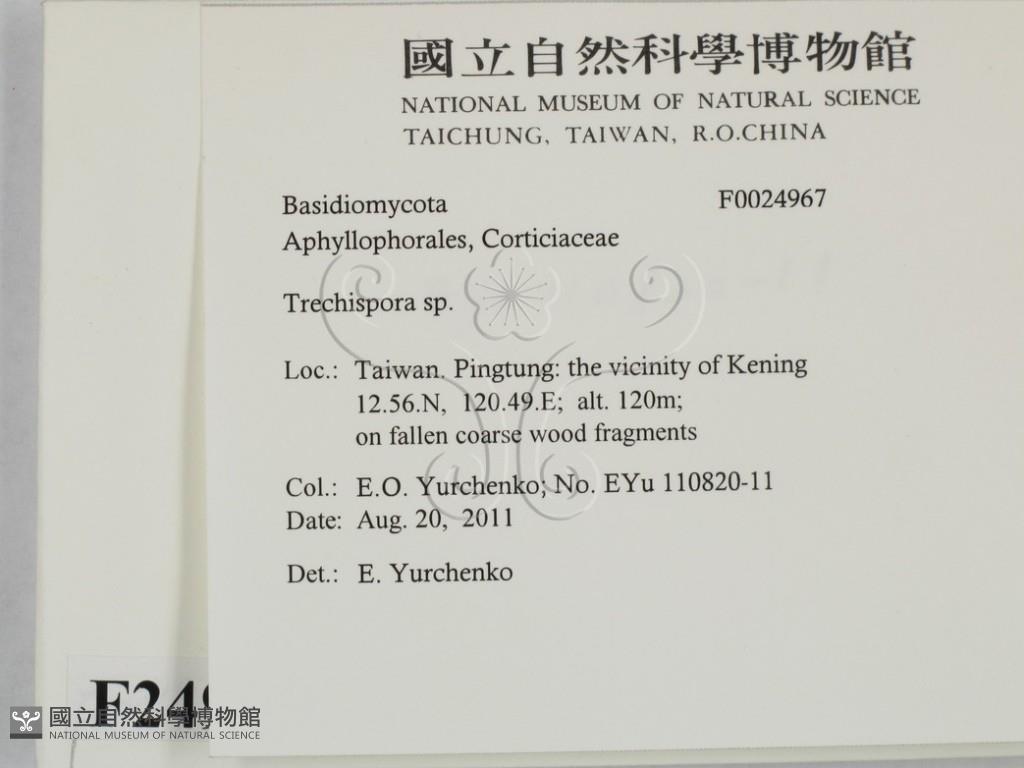 國立自然科學博物館
NATIONAL MUSEUM OF NATURAL SCIENCE
TAICHUNG, TAIWAN, R.O.CHINA
Basidiomycota F0024967
Aphyllophorales, Corticiaceae
Trechispora sp.
Loc.: Taiwan. Pingtung: the vicinity of Kening
12.56.N, 120.49.E; alt. 120m;
on fallen coarse wood fragments
Col.: E.O. Yurchenko; No. EYu 110820-11
Date: Aug. 20, 2011
Det.: E. Yurchenko
國立自然科學博物館
NATIONAL MUSEUM OF NATURAL SCIENCE